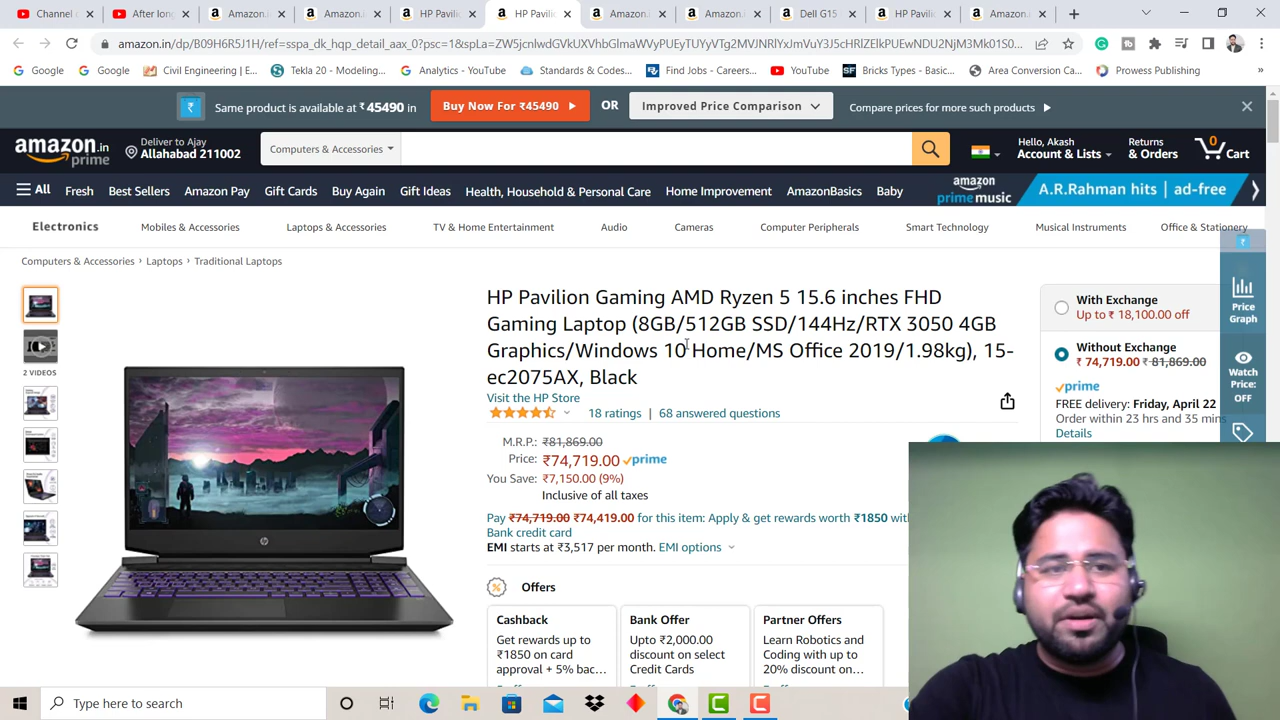 Channel c
After long
Amazon.i
Amazon.i
HP Pavilio
HP Pavilio
Amazon.i
Amazon.i
Dell G15
HP Pavilio
Amazon.i
amazon.in/dp/B09H6R5J1H/ref=sspa_dk_hqp_detail_aax_0?psc=1&spLa=
Google
Google
Civil Engineering | E...
Tekla 20 - Modeling...
Analytics - YouTube
Standards & Codes...
Find Jobs - Careers...
YouTube
Bricks Types - Basic...
Area Conversion Ca...
Prowess Publishing
Same product is available at ₹45490 in
Buy Now For ₹45490
OR
Improved Price Comparison
Compare prices for more such products
amazon.in
prime
Deliver to Ajay
Allahabad 211002
Computers & Accessories
Hello, Akash
Account & Lists
Returns
& Orders
0
Cart
All
Fresh
Best Sellers
Amazon Pay
Gift Cards
Buy Again
Gift Ideas
Health, Household & Personal Care
Home Improvement
AmazonBasics
Baby
amazon
prime music
A.R.Rahman hits | ad-free
Electronics
Mobiles & Accessories
Laptops & Accessories
TV & Home Entertainment
Audio
Cameras
Computer Peripherals
Smart Technology
Musical Instruments
Office & Stationery
Computers & Accessories › Laptops › Traditional Laptops
2 VIDEOS
HP Pavilion Gaming AMD Ryzen 5 15.6 inches FHD
Gaming Laptop (8GB/512GB SSD/144Hz/RTX 3050 4GB
Graphics/Windows 10 Home/MS Office 2019/1.98kg), 15-
ec2075AX, Black
Visit the HP Store
18 ratings | 68 answered questions
M.R.P.: ₹81,869.00
Price: ₹74,719.00 prime
You Save: ₹7,150.00 (9%)
Inclusive of all taxes
Pay ₹74,719.00 ₹74,419.00 for this item: Apply & get rewards worth ₹1850 wit
Bank credit card
EMI starts at ₹3,517 per month. EMI options
Offers
Cashback
Get rewards up to
₹1850 on card
approval + 5% bac...
Bank Offer
Upto ₹2,000.00
discount on select
Credit Cards
Partner Offers
Learn Robotics and
Coding with up to
20% discount on...
With Exchange
Up to ₹ 18,100.00 off
Without Exchange
₹ 74,719.00 ₹ 81,869.00
prime
FREE delivery: Friday, April 22
Order within 23 hrs and 35 mins
Details
Price
Graph
Watch
Price:
OFF
Type here to search